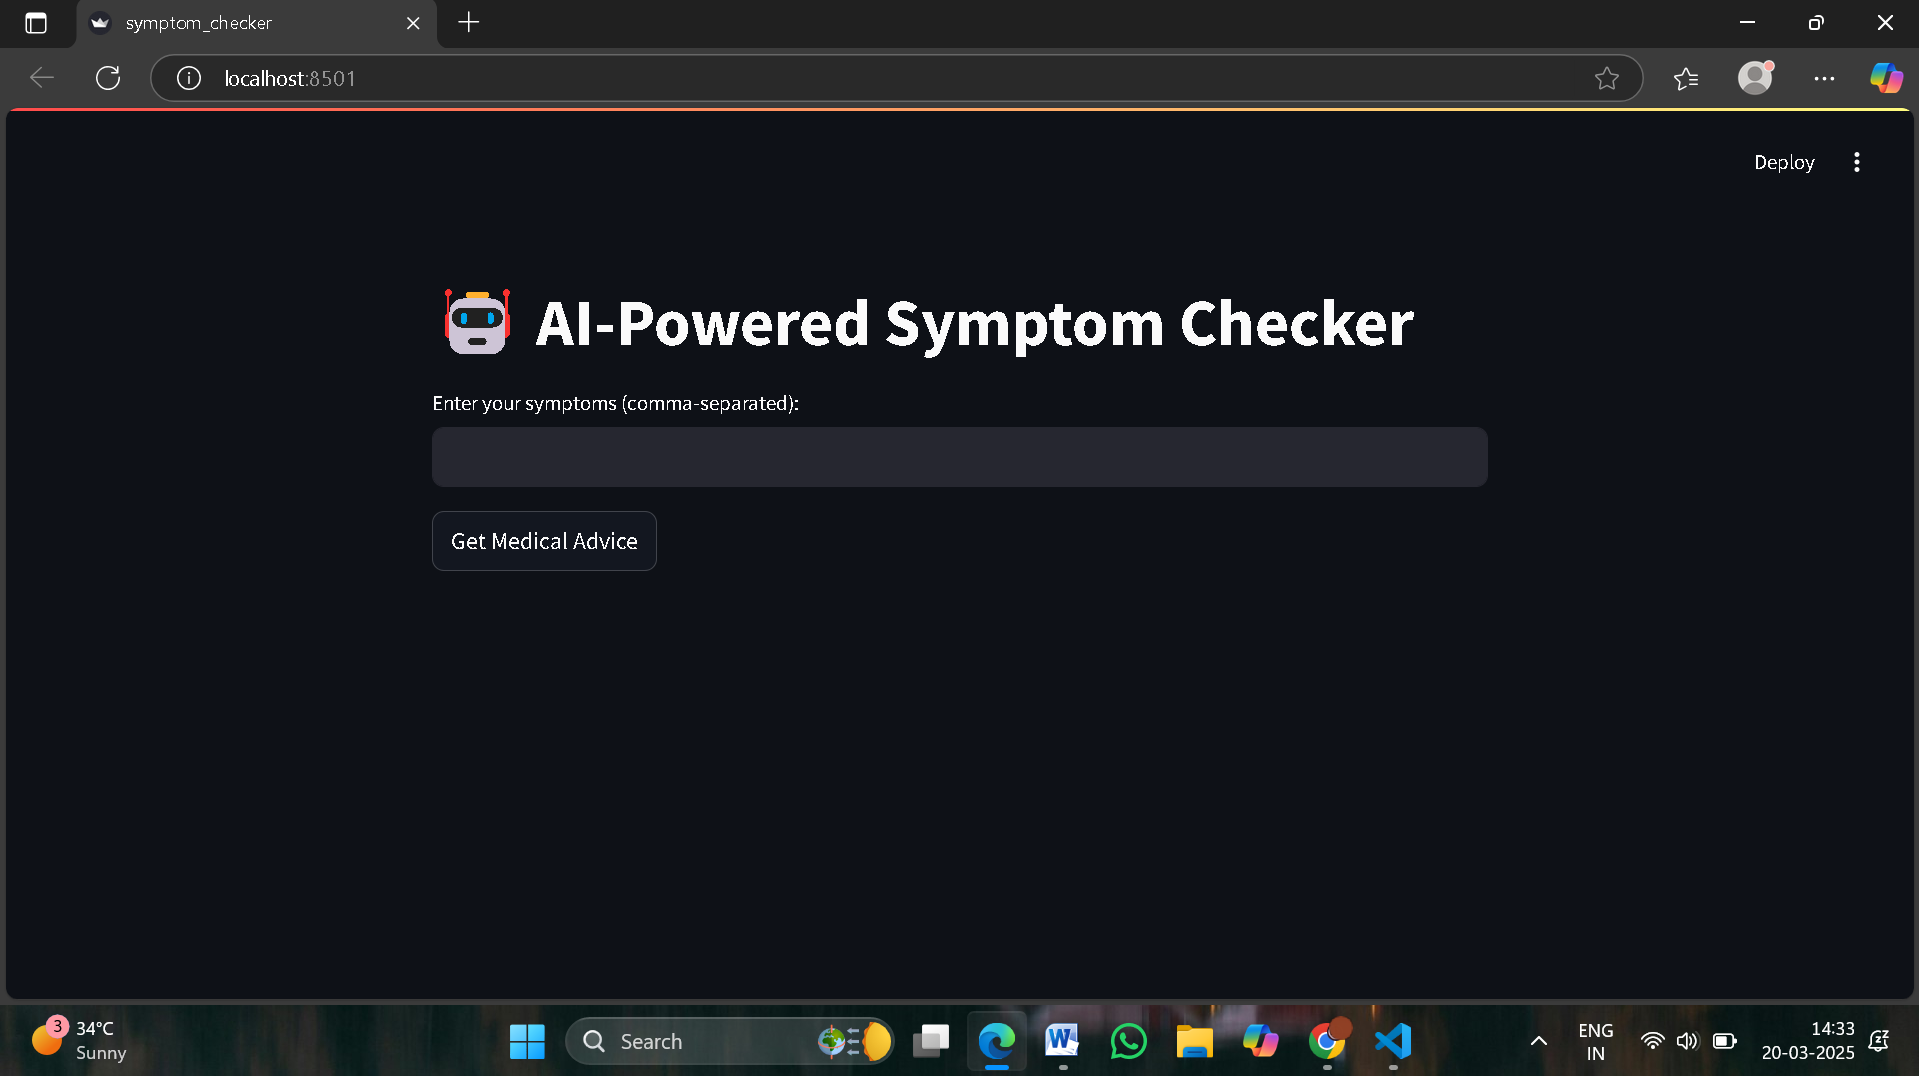 symptom_checker
localhost:8501
Deploy
AI-Powered Symptom Checker
Enter your symptoms (comma-separated):
Get Medical Advice
3
34°C
Sunny
Search
W
ENG
IN
14:33
20-03-2025